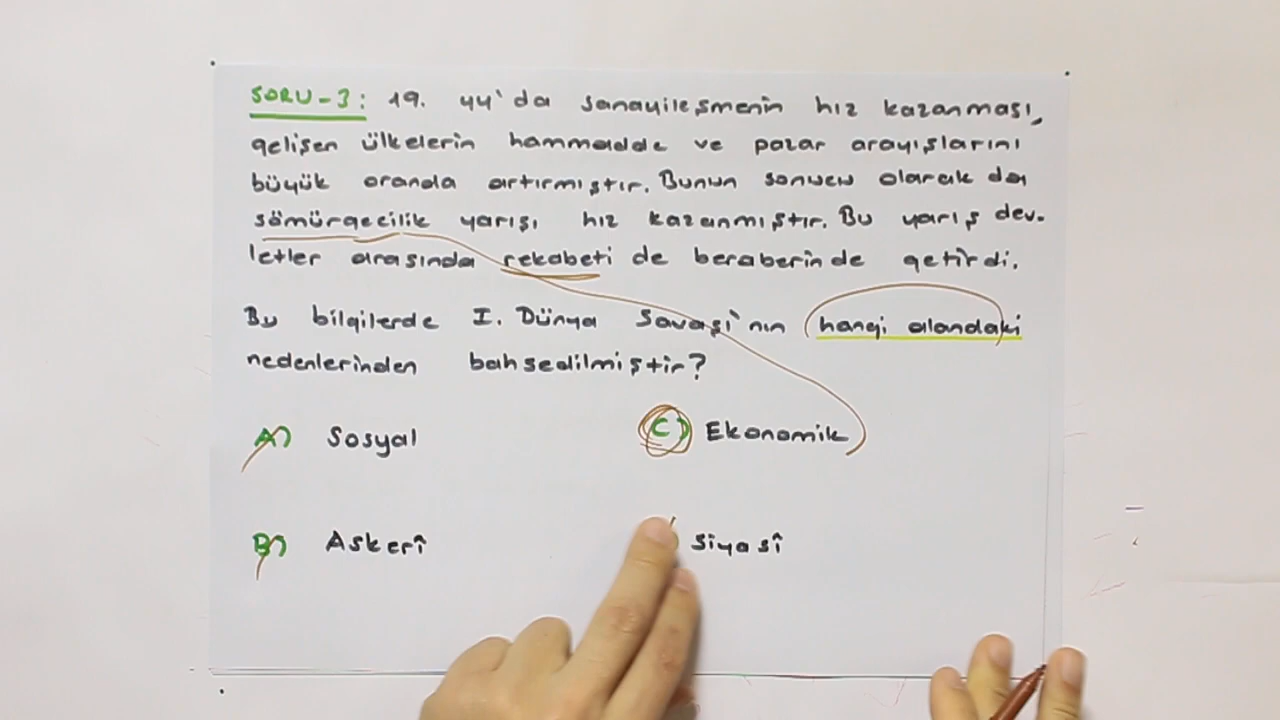 SORU-3: 19. yy'da sanayileşmenin hız kazanması,
gelişen ülkelerin hammadde ve pazar arayışlarını
büyük oranda artırmıştır. Bunun sonucu olarak da
sömürgecilik yarışı hız kazanmıştır. Bu yarış dev-
letler arasında rekabeti de beraberinde getirdi.
Bu bilgilerde I. Dünya Savaşı'nın hangi alandaki
nedenlerinden bahsedilmiştir?
A) Sosyal
C) Ekonomik
B) Askerî
Siyasî